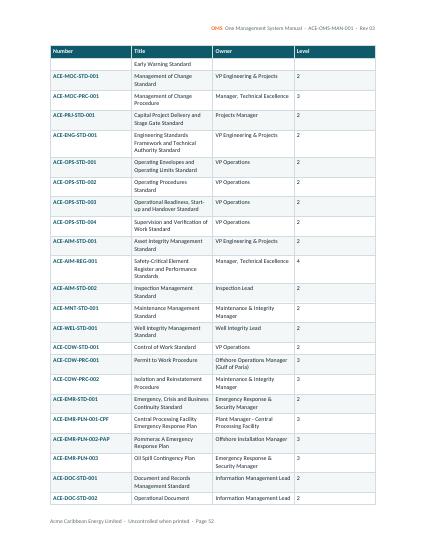 OMS One Management System Manual - ACE-OMS-MAN-001 - Rev 03
Number Title Owner Level
Early Warning Standard
ACE-MOC-STD-001 Management of Change VP Engineering & Projects 2
Standard
ACE-MOC-PRC-001 Management of Change Manager, Technical Excellence 3
Procedure
ACE-PRJ-STD-001 Capital Project Delivery and Projects Manager 2
Stage Gate Standard
ACE-ENG-STD-001 Engineering Standards VP Engineering & Projects 2
Framework and Technical
Authority Standard
ACE-OPS-STD-001 Operating Envelopes and VP Operations 2
Operating Limits Standard
ACE-OPS-STD-002 Operating Procedures VP Operations 2
Standard
ACE-OPS-STD-003 Operational Readiness, Start- VP Operations 2
up and Handover Standard
ACE-OPS-STD-004 Supervision and Verification of VP Operations 2
Work Standard
ACE-AIM-STD-001 Asset Integrity Management VP Engineering & Projects 2
Standard
ACE-AIM-REG-001 Safety-Critical Element Manager, Technical Excellence 4
Register and Performance
Standards
ACE-AIM-STD-002 Inspection Management Inspection Lead 2
Standard
ACE-MNT-STD-001 Maintenance Management Maintenance & Integrity 2
Standard Manager
ACE-WEL-STD-001 Well Integrity Management Well Integrity Lead 2
Standard
ACE-COW-STD-001 Control of Work Standard VP Operations 2
ACE-COW-PRC-001 Permit to Work Procedure Offshore Operations Manager 3
(Gulf of Paria)
ACE-COW-PRC-002 Isolation and Reinstatement Maintenance & Integrity 3
Procedure Manager
ACE-EMR-STD-001 Emergency, Crisis and Business Emergency Response & 2
Continuity Standard Security Manager
ACE-EMR-PLN-001-CPF Central Processing Facility Plant Manager - Central 3
Emergency Response Plan Processing Facility
ACE-EMR-PLN-002-PAP Pommera: A Emergency Offshore Installation Manager 3
Response Plan
ACE-EMR-PLN-003 Oil Spill Contingency Plan Emergency Response & 3
Security Manager
ACE-DOC-STD-001 Document and Records Information Management Lead 2
Management Standard
ACE-DOC-STD-002 Operational Document Information Management Lead 2
Acme Caribbean Energy Limited - Uncontrolled when printed - Page 52